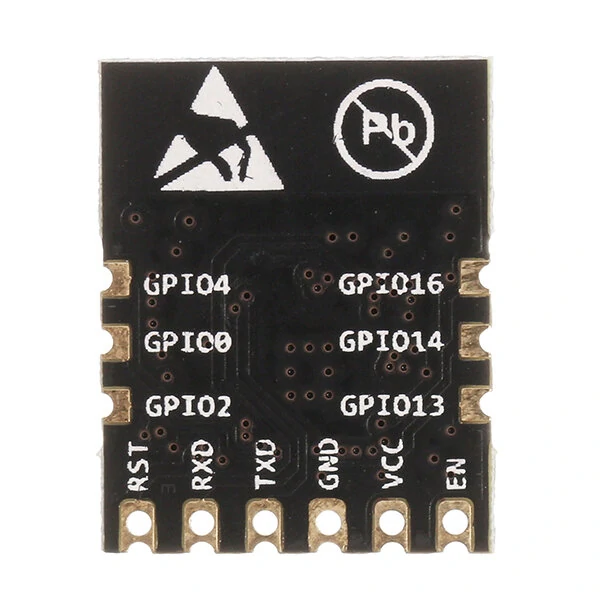 Pb
GPIO4 GPIO16
GPIO0 GPIO14
GPIO2 GPIO13
RST RXD TXD GND VCC EN
E